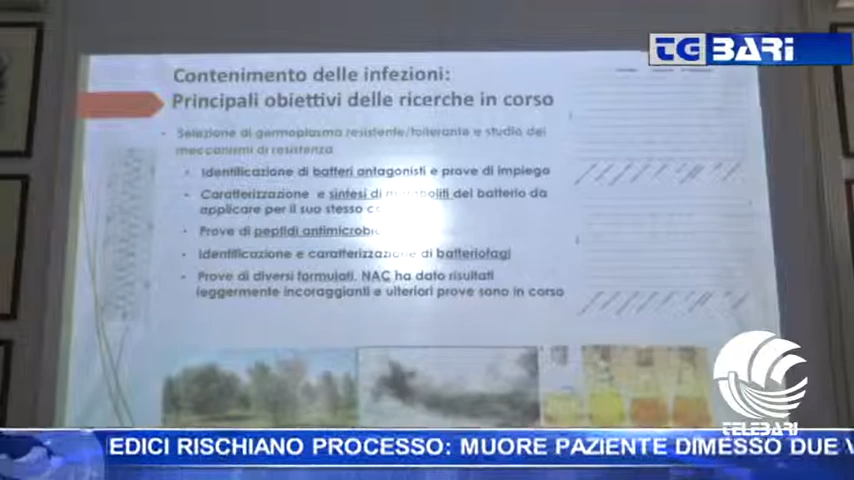 TG BARI
Contenimento delle infezioni:
Principali obiettivi delle ricerche in corso
Selezione di germoplasma resistente/tollerante e studio dei
meccanismi di resistenza
Identificazione di batteri antagonisti e prove di impiego
Caratterizzazione e sintesi di metaboliti del batterio da
applicare per il suo stesso
Prove di peptidi antimicrobici
Identificazione e caratterizzazione di batteriofagi
Prove di diversi formulati. NAC ha dato risultati
leggermente incoraggianti e ulteriori prove sono in corso
TELEBARI
EDICI RISCHIANO PROCESSO: MUORE PAZIENTE DIMESSO DUE